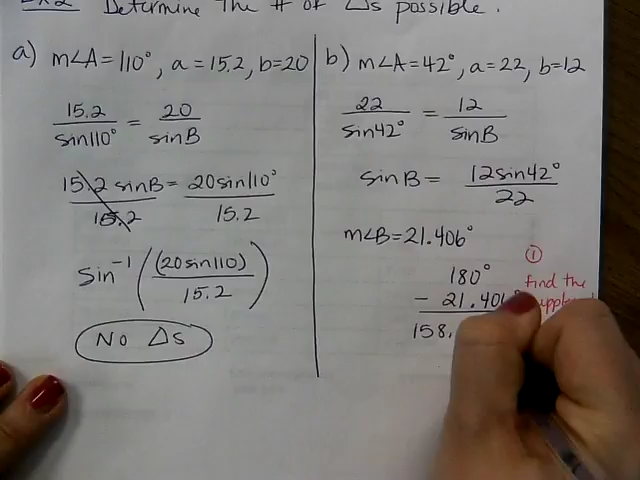 Determine the # of △s possible.
a) m∠A = 110°, a = 15.2, b = 20
15.2/sin110° = 20/sinB
15.2 sinB/15.2 = 20sin110°/15.2
sin⁻¹((20sin110)/15.2)
No △s
b) m∠A = 42°, a = 22, b = 12
22/sin42° = 12/sinB
sinB = 12sin42°/22
m∠B = 21.406°
①
180°
find the
- 21.406°
158.